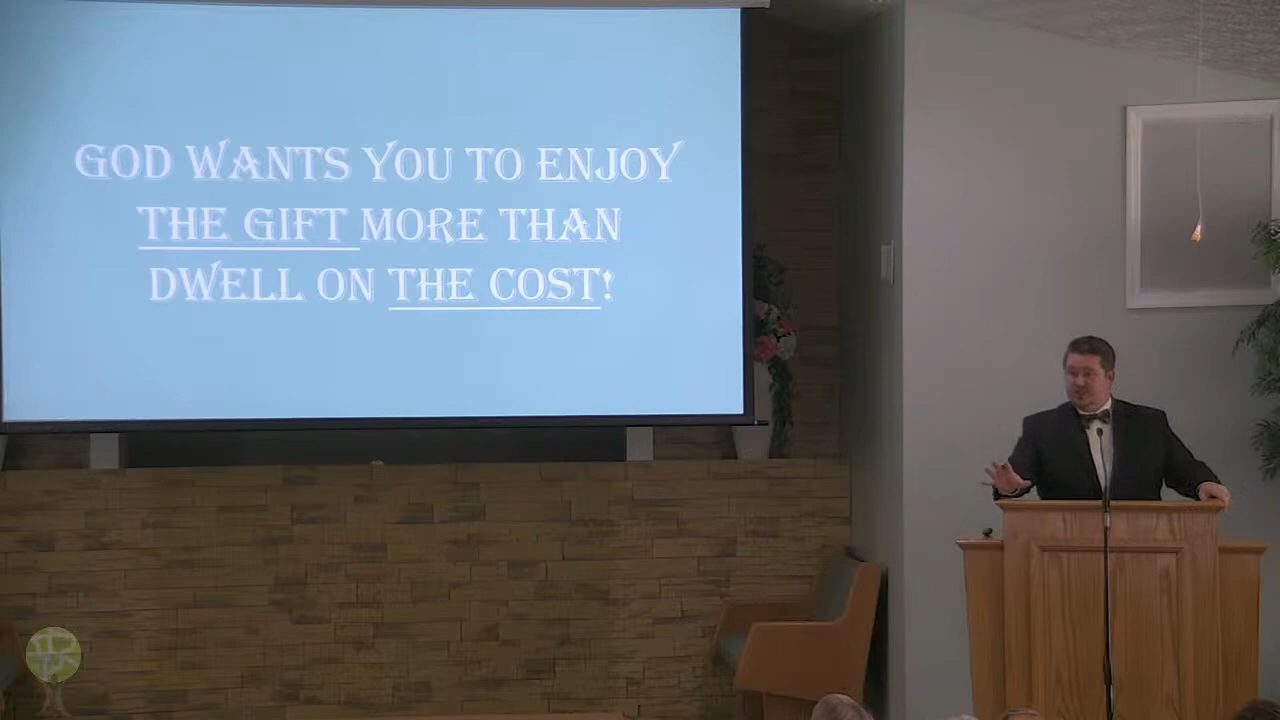 GOD WANTS YOU TO ENJOY
THE GIFT MORE THAN
DWELL ON THE COST!